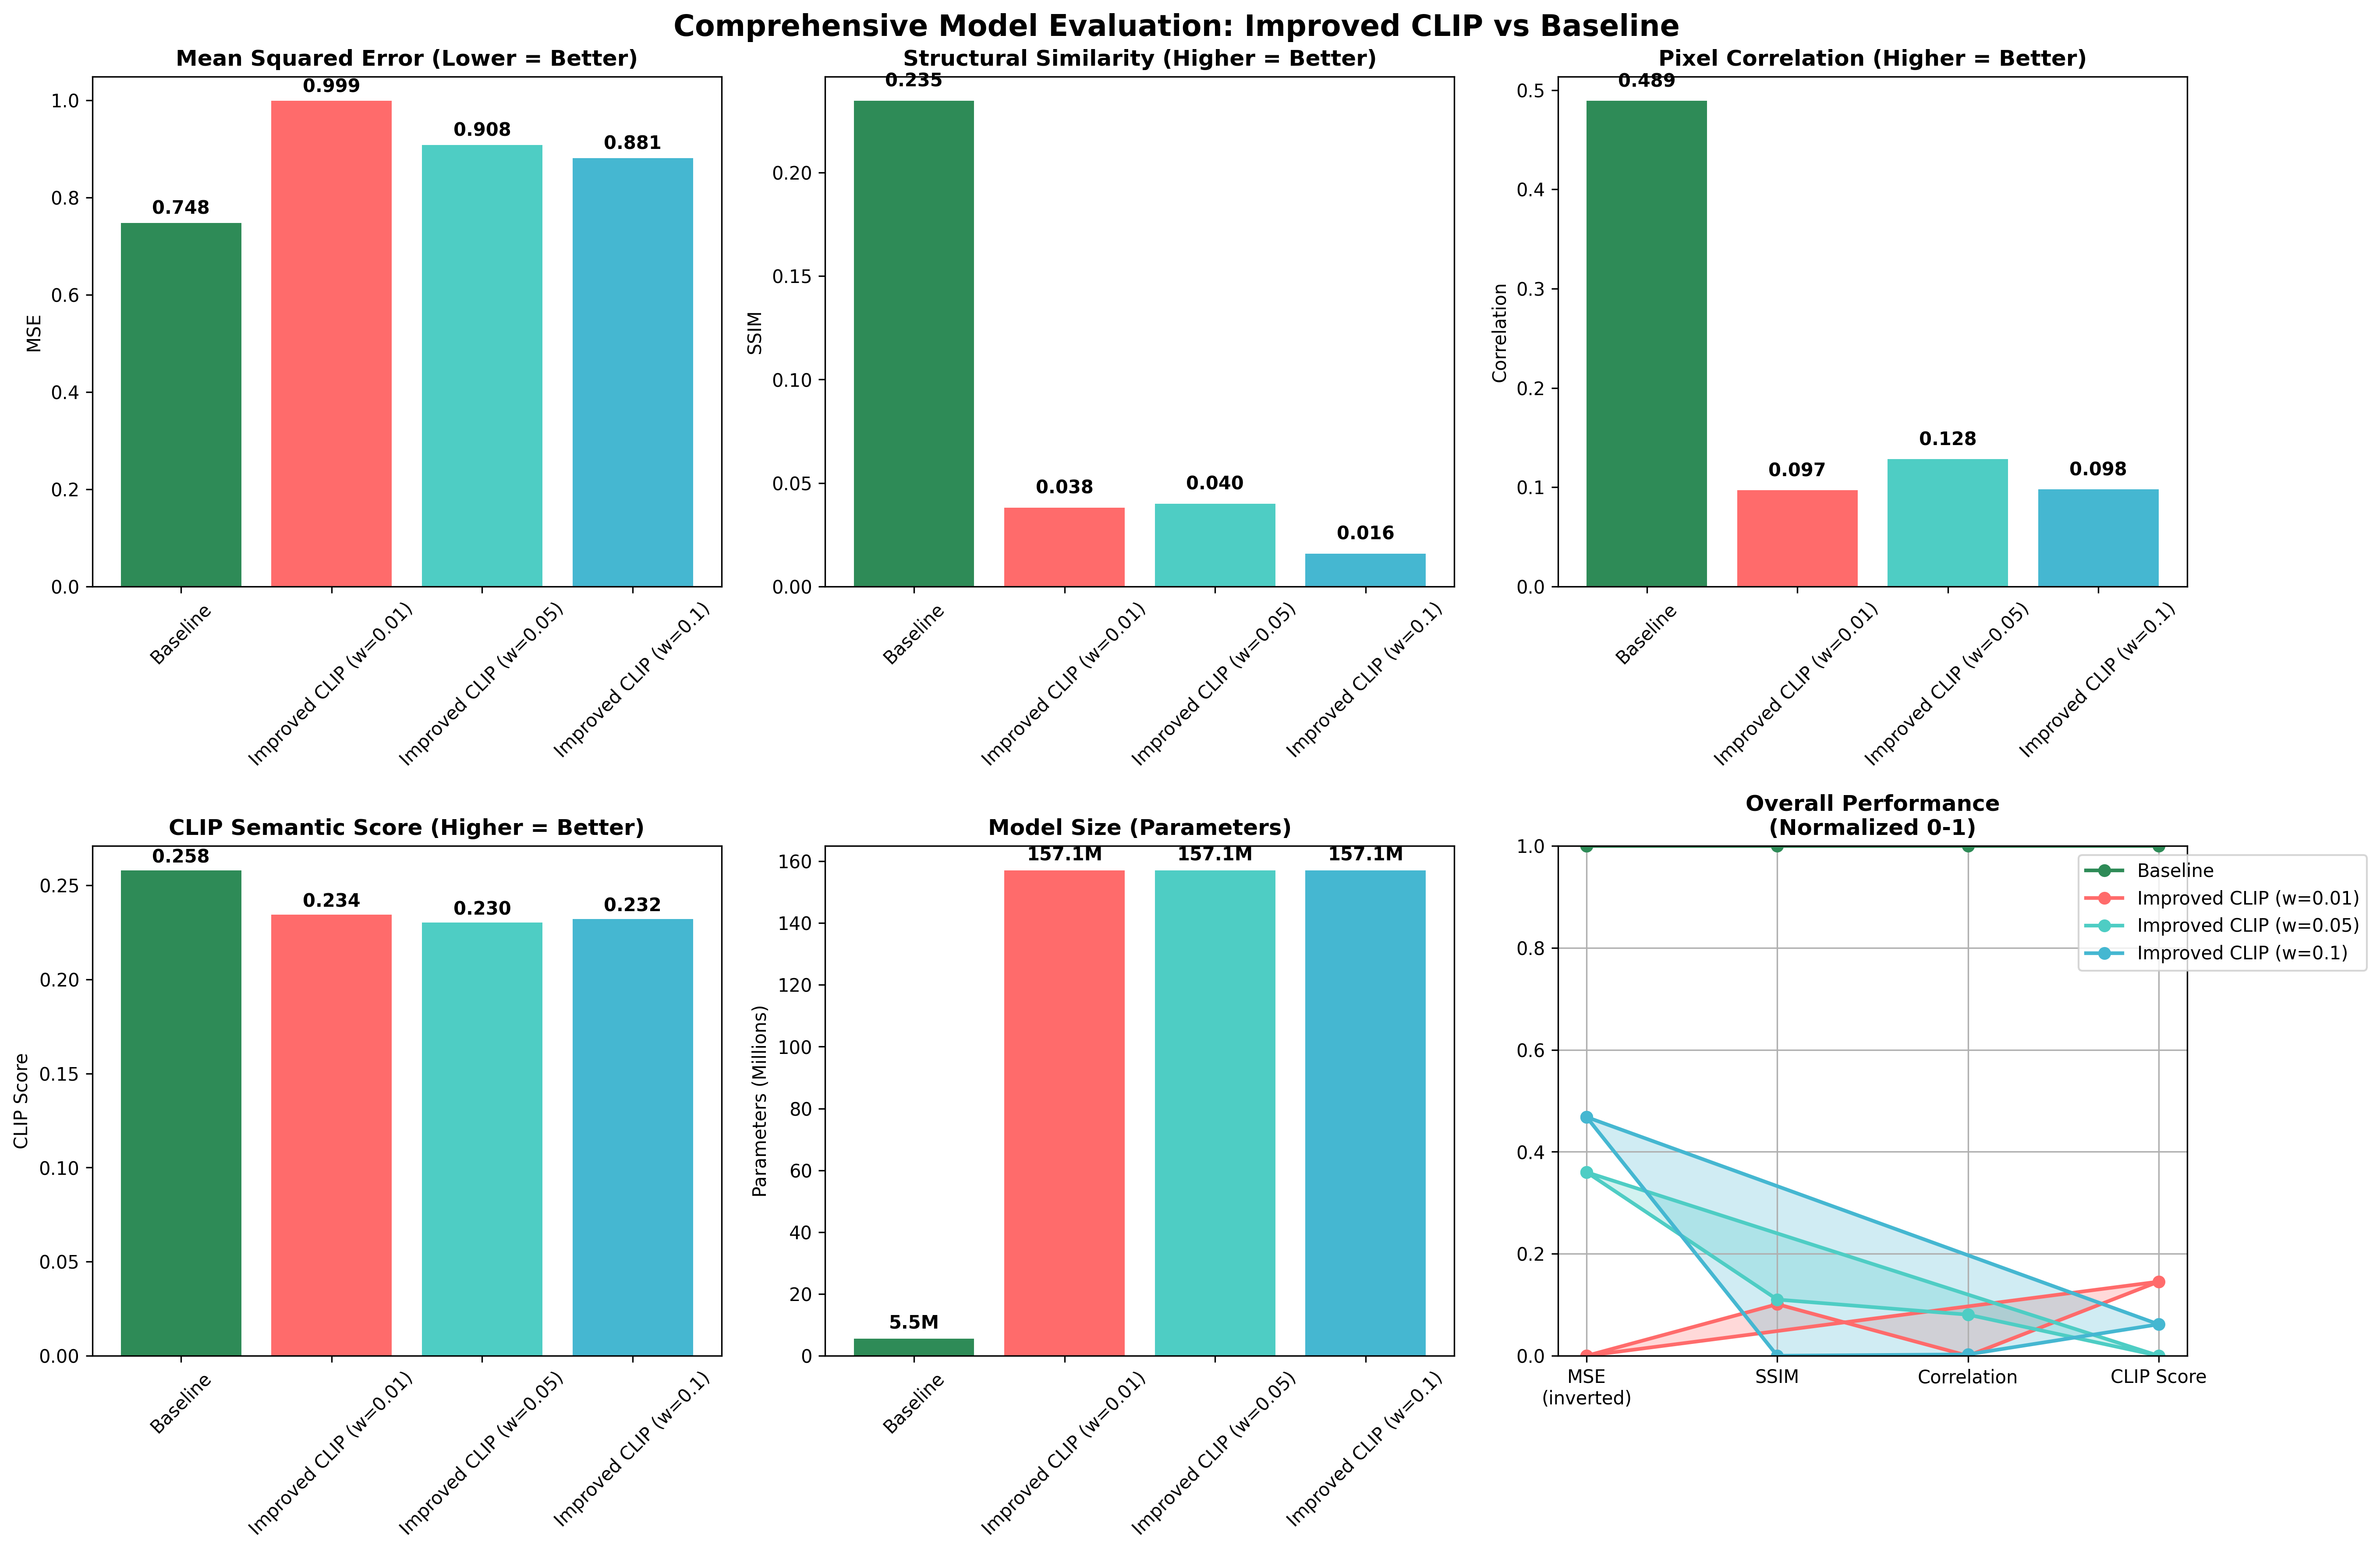 Comprehensive Model Evaluation: Improved CLIP vs Baseline
Mean Squared Error (Lower = Better)
MSE
1.0
0.8
0.6
0.4
0.2
0.0
0.748
0.999
0.908
0.881
Baseline
Improved CLIP (w=0.01)
Improved CLIP (w=0.05)
Improved CLIP (w=0.1)
Structural Similarity (Higher = Better)
SSIM
0.20
0.15
0.10
0.05
0.00
0.235
0.038
0.040
0.016
Baseline
Improved CLIP (w=0.01)
Improved CLIP (w=0.05)
Improved CLIP (w=0.1)
Pixel Correlation (Higher = Better)
Correlation
0.5
0.4
0.3
0.2
0.1
0.0
0.489
0.097
0.128
0.098
Baseline
Improved CLIP (w=0.01)
Improved CLIP (w=0.05)
Improved CLIP (w=0.1)
CLIP Semantic Score (Higher = Better)
CLIP Score
0.25
0.20
0.15
0.10
0.05
0.00
0.258
0.234
0.230
0.232
Baseline
Improved CLIP (w=0.01)
Improved CLIP (w=0.05)
Improved CLIP (w=0.1)
Model Size (Parameters)
Parameters (Millions)
160
140
120
100
80
60
40
20
0
5.5M
157.1M
157.1M
157.1M
Baseline
Improved CLIP (w=0.01)
Improved CLIP (w=0.05)
Improved CLIP (w=0.1)
Overall Performance
(Normalized 0-1)
1.0
0.8
0.6
0.4
0.2
0.0
Baseline
Improved CLIP (w=0.01)
Improved CLIP (w=0.05)
Improved CLIP (w=0.1)
MSE
(inverted)
SSIM
Correlation
CLIP Score